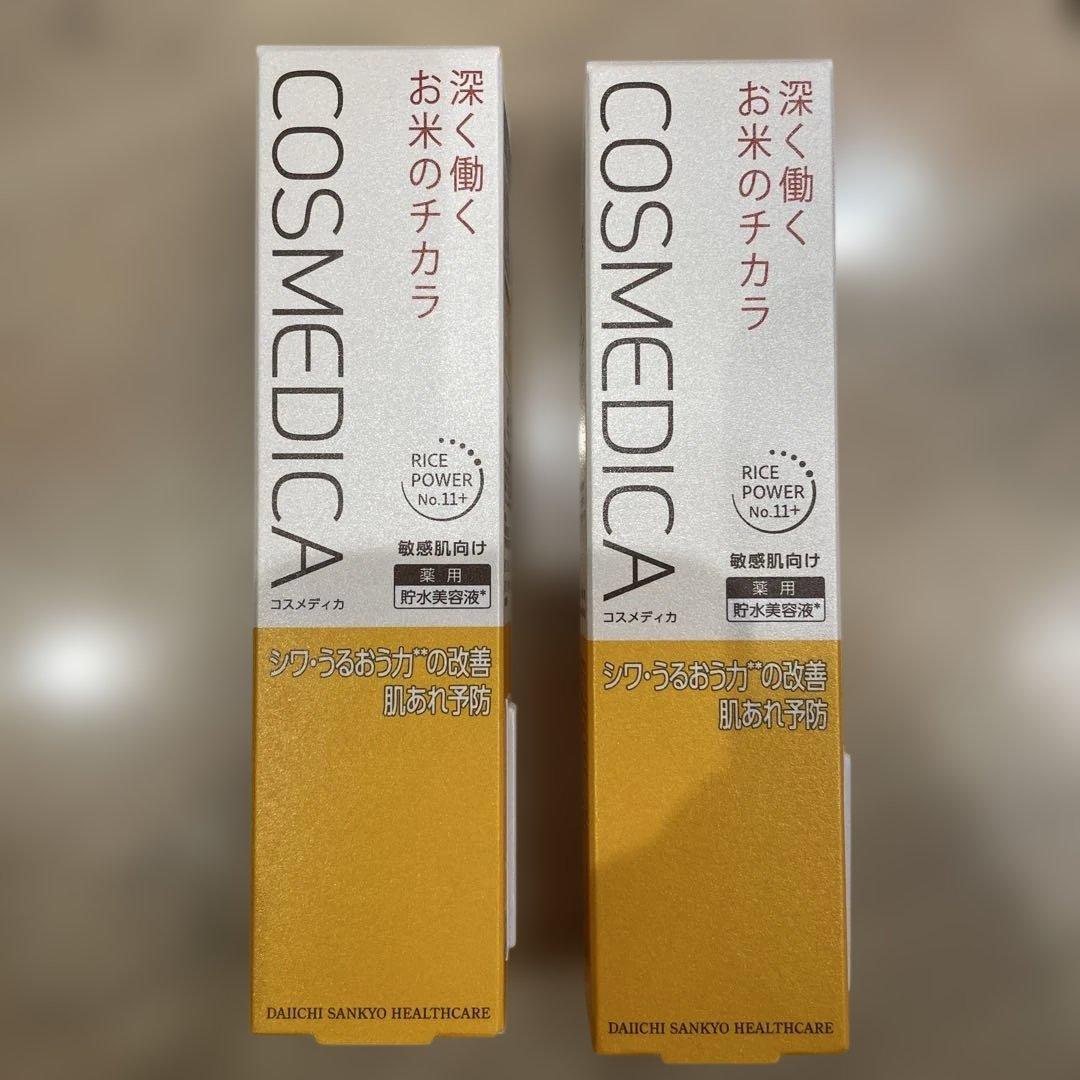 深く働く
お米のチカラ
COSMEDICA
コスメディカ
RICE
POWER
No.11+
敏感肌向け
薬用
貯水美容液*
シワ・うるおう力**の改善
肌あれ予防
DAIICHI SANKYO HEALTHCARE
深く働く
お米のチカラ
COSMEDICA
コスメディカ
RICE
POWER
No.11+
敏感肌向け
薬用
貯水美容液*
シワ・うるおう力**の改善
肌あれ予防
DAIICHI SANKYO HEALTHCARE